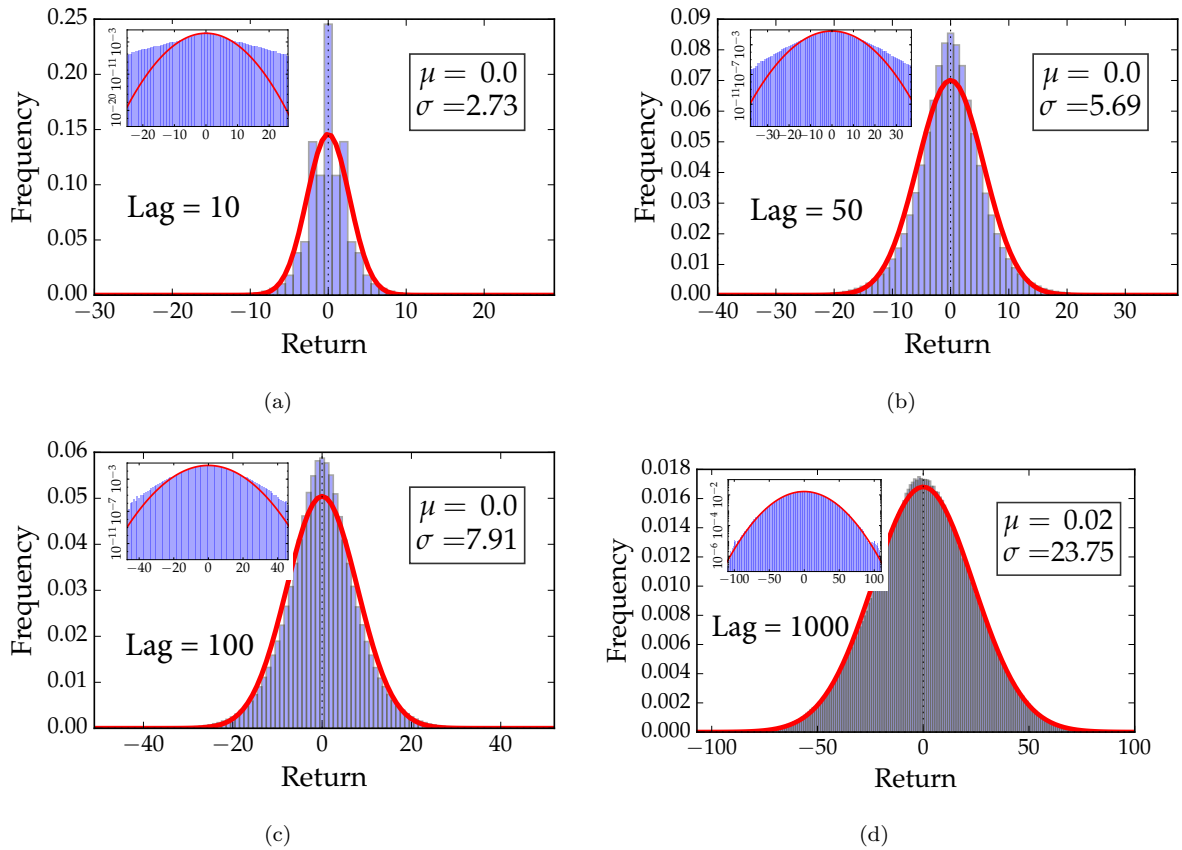 0.25
0.20
0.15
0.10
0.05
0.00
Frequency
10⁻³
10⁻¹¹
10⁻²⁰
−20 −10 0 10 20
μ = 0.0
σ =2.73
Lag = 10
−30 −20 −10 0 10 20
Return
(a)
0.09
0.08
0.07
0.06
0.05
0.04
0.03
0.02
0.01
0.00
Frequency
10⁻³
10⁻⁷
10⁻¹¹
−30 −20 −10 0 10 20 30
μ = 0.0
σ =5.69
Lag = 50
−40 −30 −20 −10 0 10 20 30
Return
(b)
0.06
0.05
0.04
0.03
0.02
0.01
0.00
Frequency
10⁻³
10⁻⁷
10⁻¹¹
−40 −20 0 20 40
μ = 0.0
σ =7.91
Lag = 100
−40 −20 0 20 40
Return
(c)
0.018
0.016
0.014
0.012
0.010
0.008
0.006
0.004
0.002
0.000
Frequency
10⁻²
10⁻⁴
10⁻⁶
−100 −50 0 50 100
μ = 0.02
σ =23.75
Lag = 1000
−100 −50 0 50 100
Return
(d)